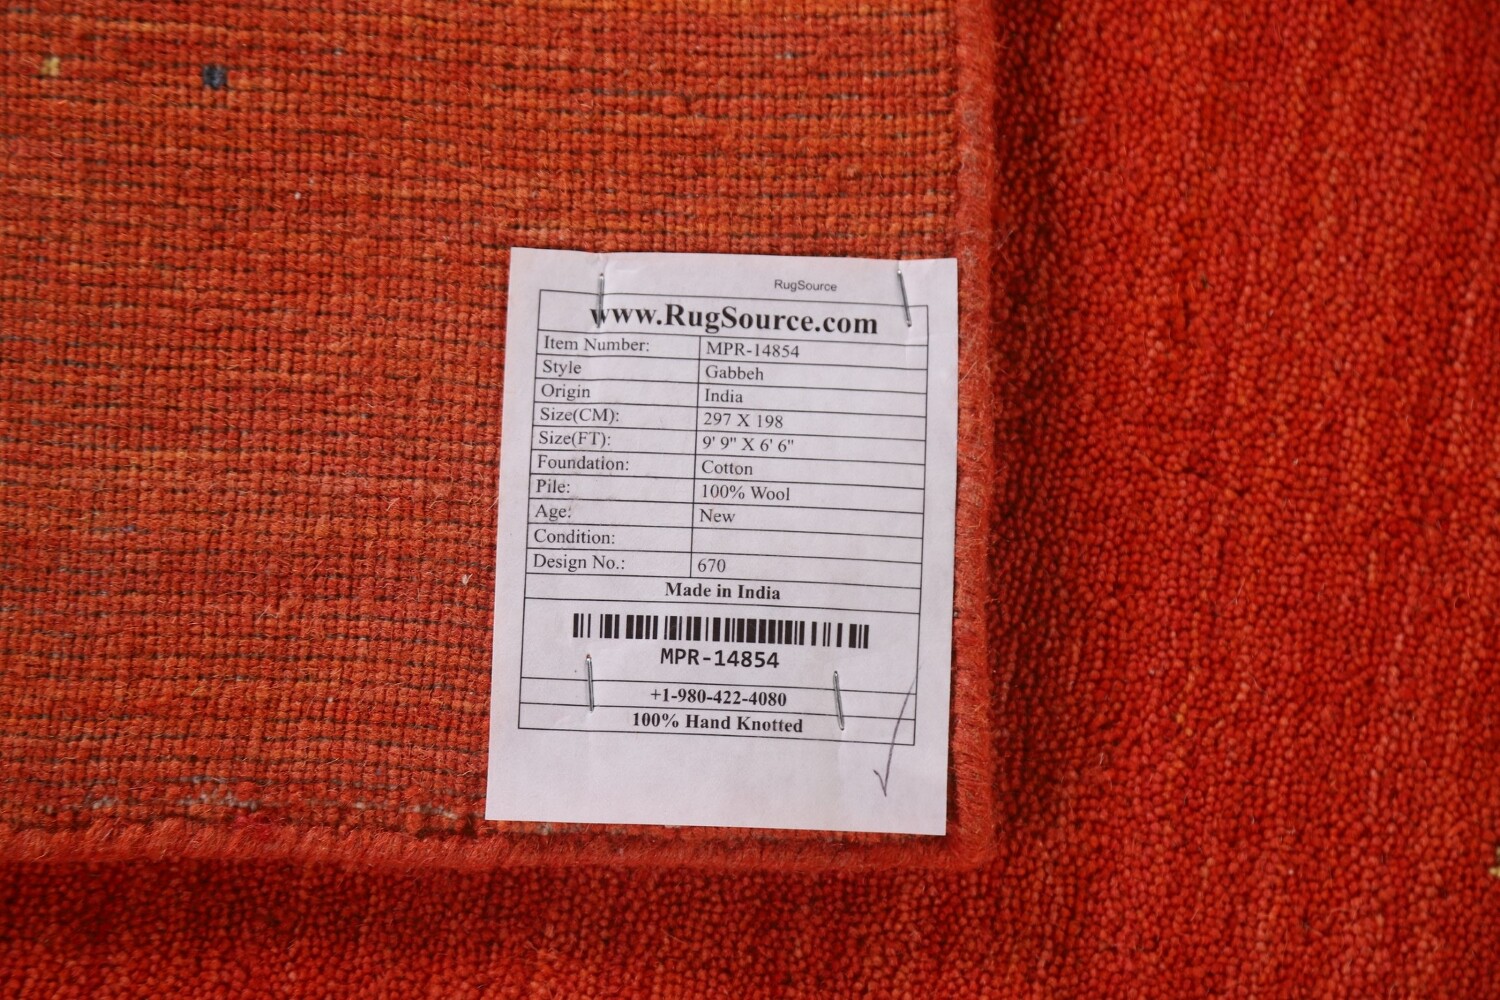 RugSource
www.RugSource.com
Item Number: MPR-14854
Style Gabbeh
Origin India
Size(CM): 297 X 198
Size(FT): 9' 9" X 6' 6"
Foundation: Cotton
Pile: 100% Wool
Age: New
Condition:
Design No.: 670
Made in India
MPR-14854
+1-980-422-4080
100% Hand Knotted